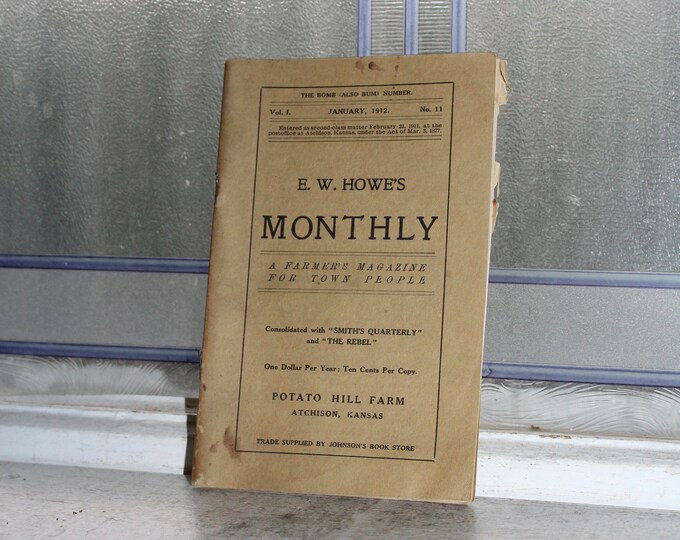 THE BOMB (ALSO RUM) NUMBER.
Vol. I. JANUARY, 1912. No. 11
Entered as second-class matter February 25, 1911, at the
postoffice at Atchison, Kansas, under the Act of Mar. 3, 1877.
E. W. HOWE'S
MONTHLY
A FARMER'S MAGAZINE
FOR TOWN PEOPLE
Consolidated with "SMITH'S QUARTERLY"
and "THE REBEL"
One Dollar Per Year; Ten Cents Per Copy.
POTATO HILL FARM
ATCHISON, KANSAS
TRADE SUPPLIED BY JOHNSON'S BOOK STORE